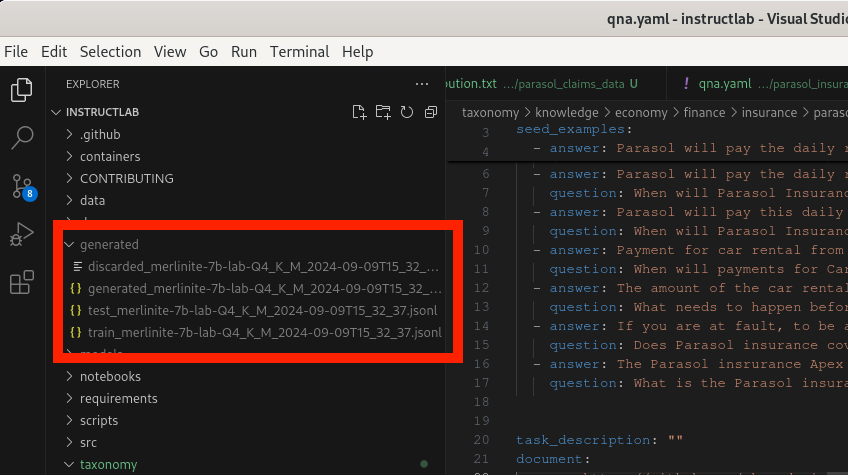 qna.yaml - instructlab - Visual Studio
File Edit Selection View Go Run Terminal Help
EXPLORER
INSTRUCTLAB
.github
containers
CONTRIBUTING
data
generated
discarded_merlinite-7b-lab-Q4_K_M_2024-09-09T15_32_...
generated_merlinite-7b-lab-Q4_K_M_2024-09-09T15_32_...
test_merlinite-7b-lab-Q4_K_M_2024-09-09T15_32_37.jsonl
train_merlinite-7b-lab-Q4_K_M_2024-09-09T15_32_37.jsonl
notebooks
requirements
scripts
src
taxonomy
8
bution.txt .../parasol_claims_data U
! qna.yaml .../parasol_insura
taxonomy > knowledge > economy > finance > insurance > paraso
3 seed_examples:
4 - answer: Parasol will pay the daily r
6 - answer: Parasol will pay the daily r
7 question: When will Parasol Insuranc
8 - answer: Parasol will pay this daily
9 question: When will Parasol Insuranc
10 - answer: Payment for car rental from
11 question: When will payments for Car
12 - answer: The amount of the car rental
13 question: What needs to happen befor
14 - answer: If you are at fault, to be a
15 question: Does Parasol insrurance cov
16 - answer: The Parasol insurance Apex
17 question: What is the Parasol insura
18
19
20 task_description: ""
21 document: